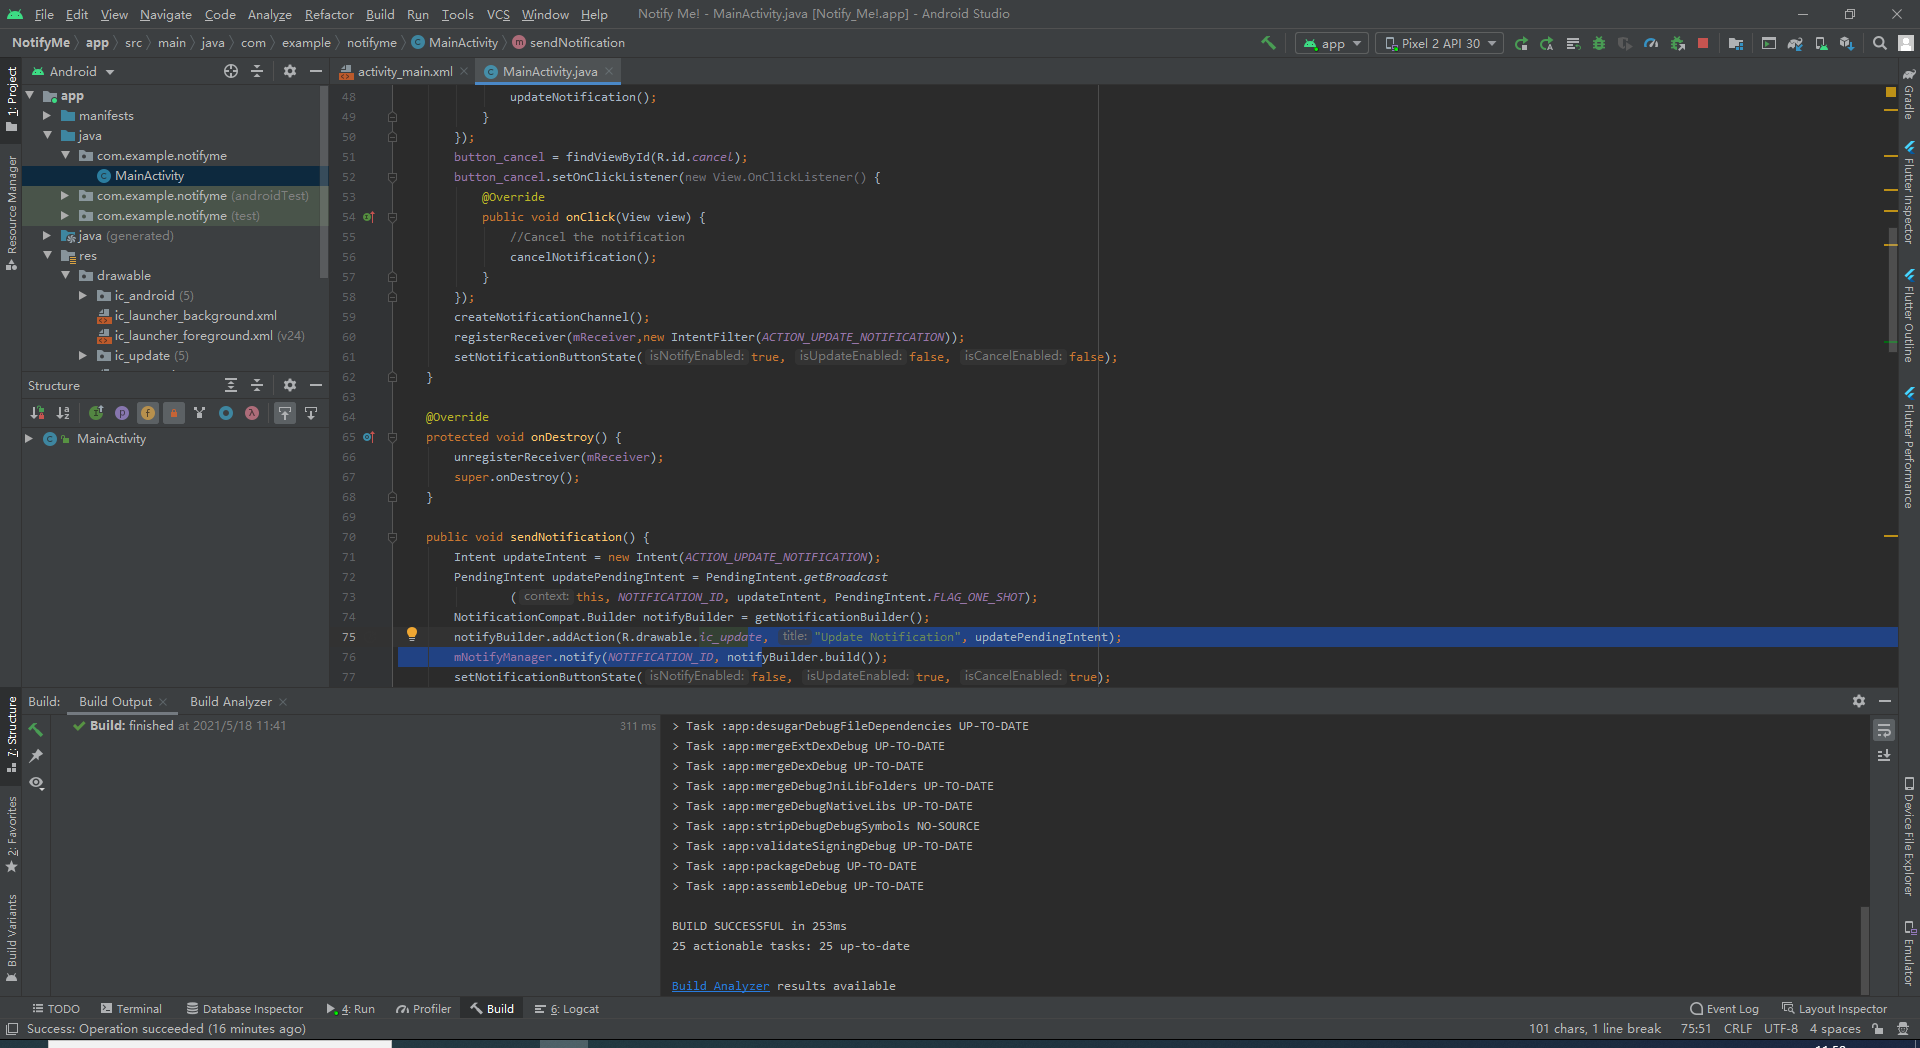 File Edit View Navigate Code Analyze Refactor Build Run Tools VCS Window Help Notify Me! - MainActivity.java [Notify_Me!.app] - Android Studio
NotifyMe app src main java com example notifyme MainActivity sendNotification
app Pixel 2 API 30
Android
activity_main.xml MainActivity.java
app
manifests
java
com.example.notifyme
MainActivity
com.example.notifyme (androidTest)
com.example.notifyme (test)
java (generated)
res
drawable
ic_android (5)
ic_launcher_background.xml
ic_launcher_foreground.xml (v24)
ic_update (5)
Structure
MainActivity
1: Project
Resource Manager
7: Structure
2: Favorites
Build Variants
48 updateNotification();
49 }
50 });
51 button_cancel = findViewById(R.id.cancel);
52 button_cancel.setOnClickListener(new View.OnClickListener() {
53 @Override
54 public void onClick(View view) {
55 //Cancel the notification
56 cancelNotification();
57 }
58 });
59 createNotificationChannel();
60 registerReceiver(mReceiver,new IntentFilter(ACTION_UPDATE_NOTIFICATION));
61 setNotificationButtonState( isNotifyEnabled: true, isUpdateEnabled: false, isCancelEnabled: false);
62 }
63
64 @Override
65 protected void onDestroy() {
66 unregisterReceiver(mReceiver);
67 super.onDestroy();
68 }
69
70 public void sendNotification() {
71 Intent updateIntent = new Intent(ACTION_UPDATE_NOTIFICATION);
72 PendingIntent updatePendingIntent = PendingIntent.getBroadcast
73 ( context: this, NOTIFICATION_ID, updateIntent, PendingIntent.FLAG_ONE_SHOT);
74 NotificationCompat.Builder notifyBuilder = getNotificationBuilder();
75 notifyBuilder.addAction(R.drawable.ic_update, title: "Update Notification", updatePendingIntent);
76 mNotifyManager.notify(NOTIFICATION_ID, notifyBuilder.build());
77 setNotificationButtonState( isNotifyEnabled: false, isUpdateEnabled: true, isCancelEnabled: true);
Gradle
Flutter Inspector
Flutter Outline
Flutter Performance
Device File Explorer
Emulator
Build: Build Output Build Analyzer
Build: finished at 2021/5/18 11:41 311 ms
> Task :app:desugarDebugFileDependencies UP-TO-DATE
> Task :app:mergeExtDexDebug UP-TO-DATE
> Task :app:mergeDexDebug UP-TO-DATE
> Task :app:mergeDebugJniLibFolders UP-TO-DATE
> Task :app:mergeDebugNativeLibs UP-TO-DATE
> Task :app:stripDebugDebugSymbols NO-SOURCE
> Task :app:validateSigningDebug UP-TO-DATE
> Task :app:packageDebug UP-TO-DATE
> Task :app:assembleDebug UP-TO-DATE
BUILD SUCCESSFUL in 253ms
25 actionable tasks: 25 up-to-date
Build Analyzer results available
TODO Terminal Database Inspector 4: Run Profiler Build 6: Logcat Event Log Layout Inspector
Success: Operation succeeded (16 minutes ago) 101 chars, 1 line break 75:51 CRLF UTF-8 4 spaces